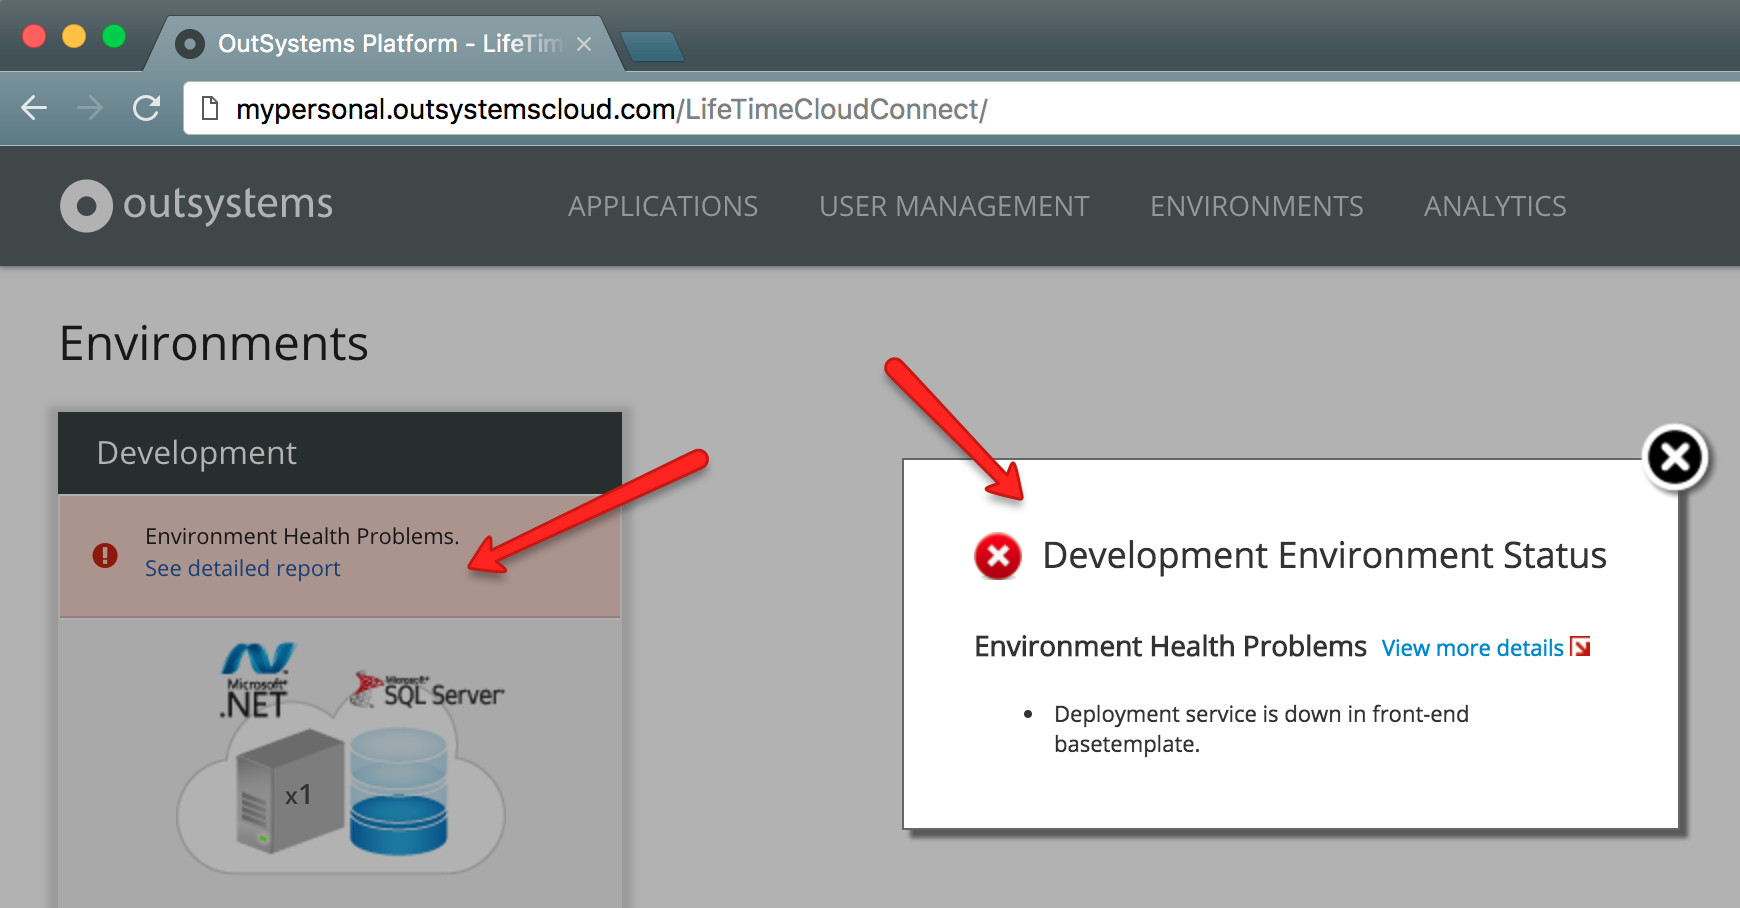 OutSystems Platform - LifeTim
mypersonal.outsystemscloud.com/LifeTimeCloudConnect/
outsystems
APPLICATIONS
USER MANAGEMENT
ENVIRONMENTS
ANALYTICS
Environments
Development
Environment Health Problems.
See detailed report
Microsoft
.NET
Microsoft
SQL Server
x1
Development Environment Status
Environment Health Problems View more details
• Deployment service is down in front-end
basetemplate.